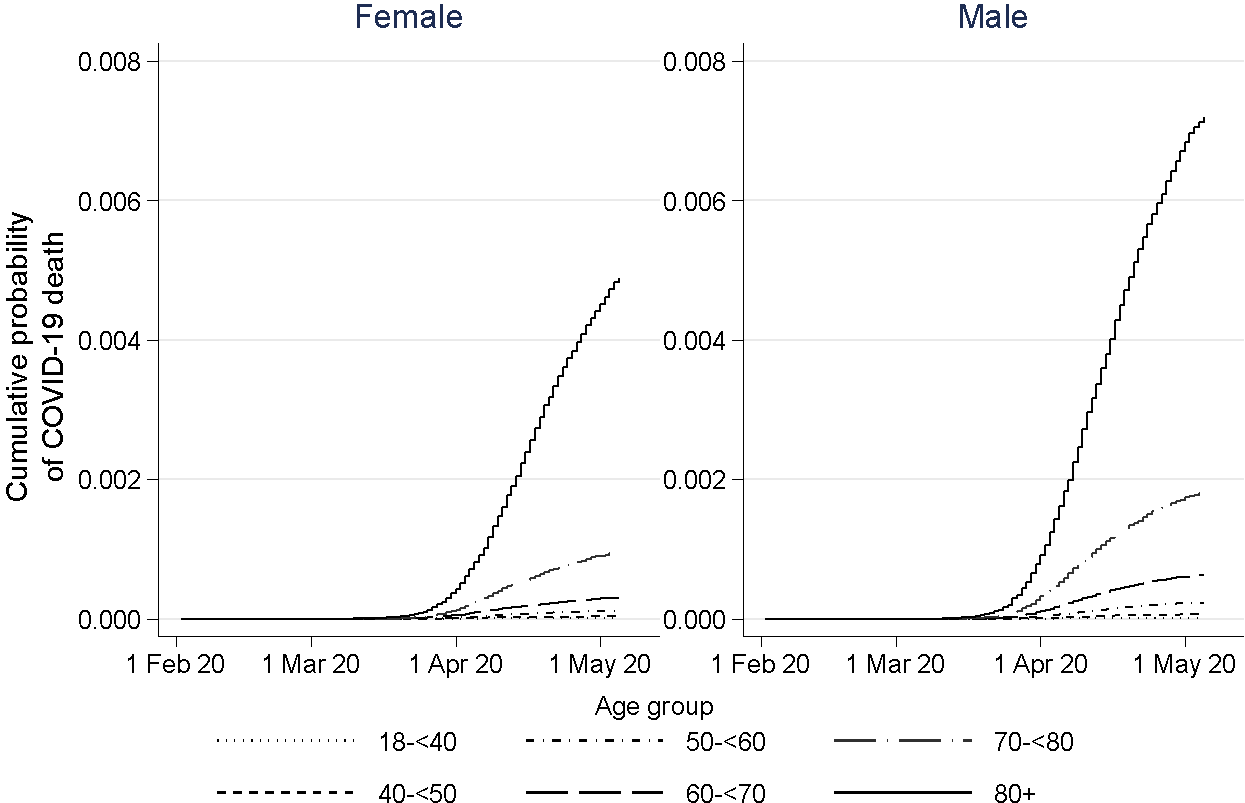 Female
Male
Cumulative probability
of COVID-19 death
0.008
0.006
0.004
0.002
0.000
0.008
0.006
0.004
0.002
0.000
1 Feb 20
1 Mar 20
1 Apr 20
1 May 20
1 Feb 20
1 Mar 20
1 Apr 20
1 May 20
Age group
18-<40
50-<60
70-<80
40-<50
60-<70
80+